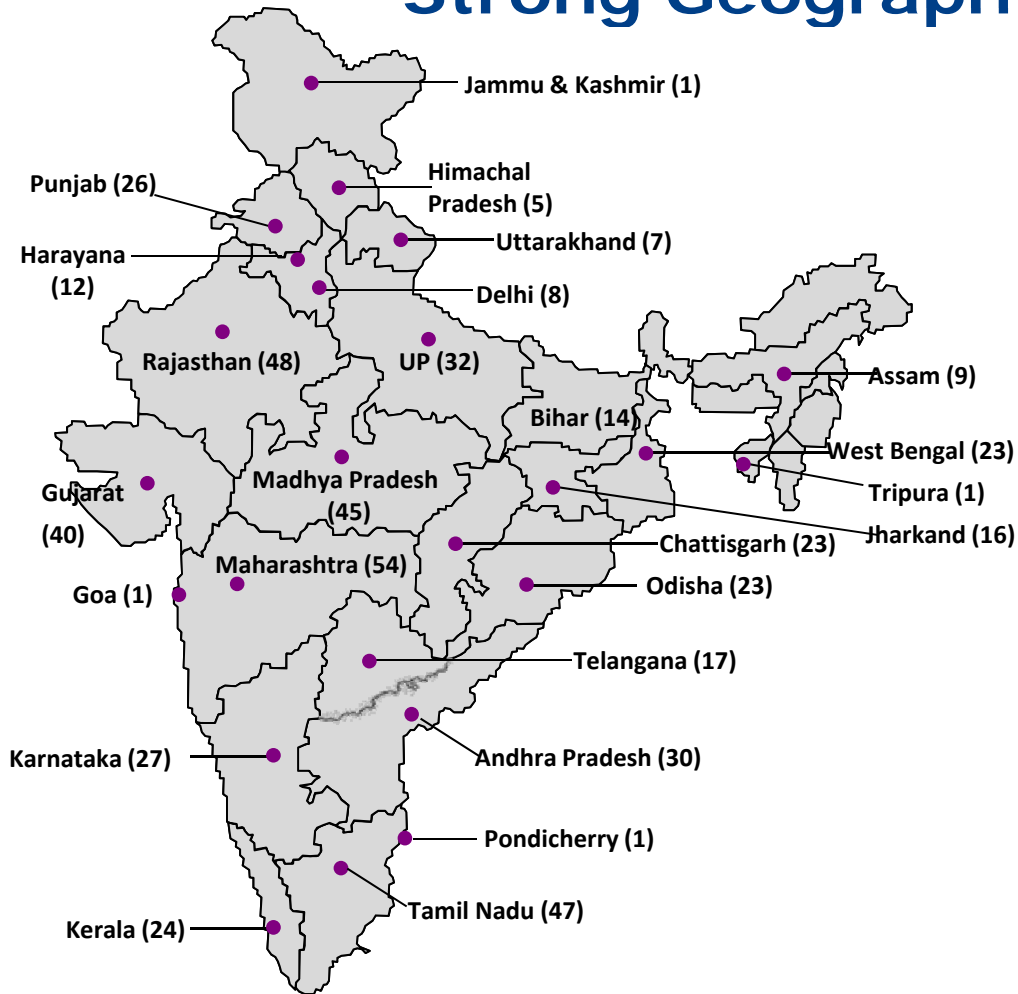 Strong Geograph
Jammu & Kashmir (1)
Himachal
Pradesh (5)
Punjab (26)
Uttarakhand (7)
Harayana
(12)
Delhi (8)
Rajasthan (48)
UP (32)
Assam (9)
Bihar (14)
West Bengal (23)
Madhya Pradesh
(45)
Gujarat
(40)
Tripura (1)
Jharkand (16)
Chattisgarh (23)
Maharashtra (54)
Odisha (23)
Goa (1)
Telangana (17)
Karnataka (27)
Andhra Pradesh (30)
Pondicherry (1)
Tamil Nadu (47)
Kerala (24)